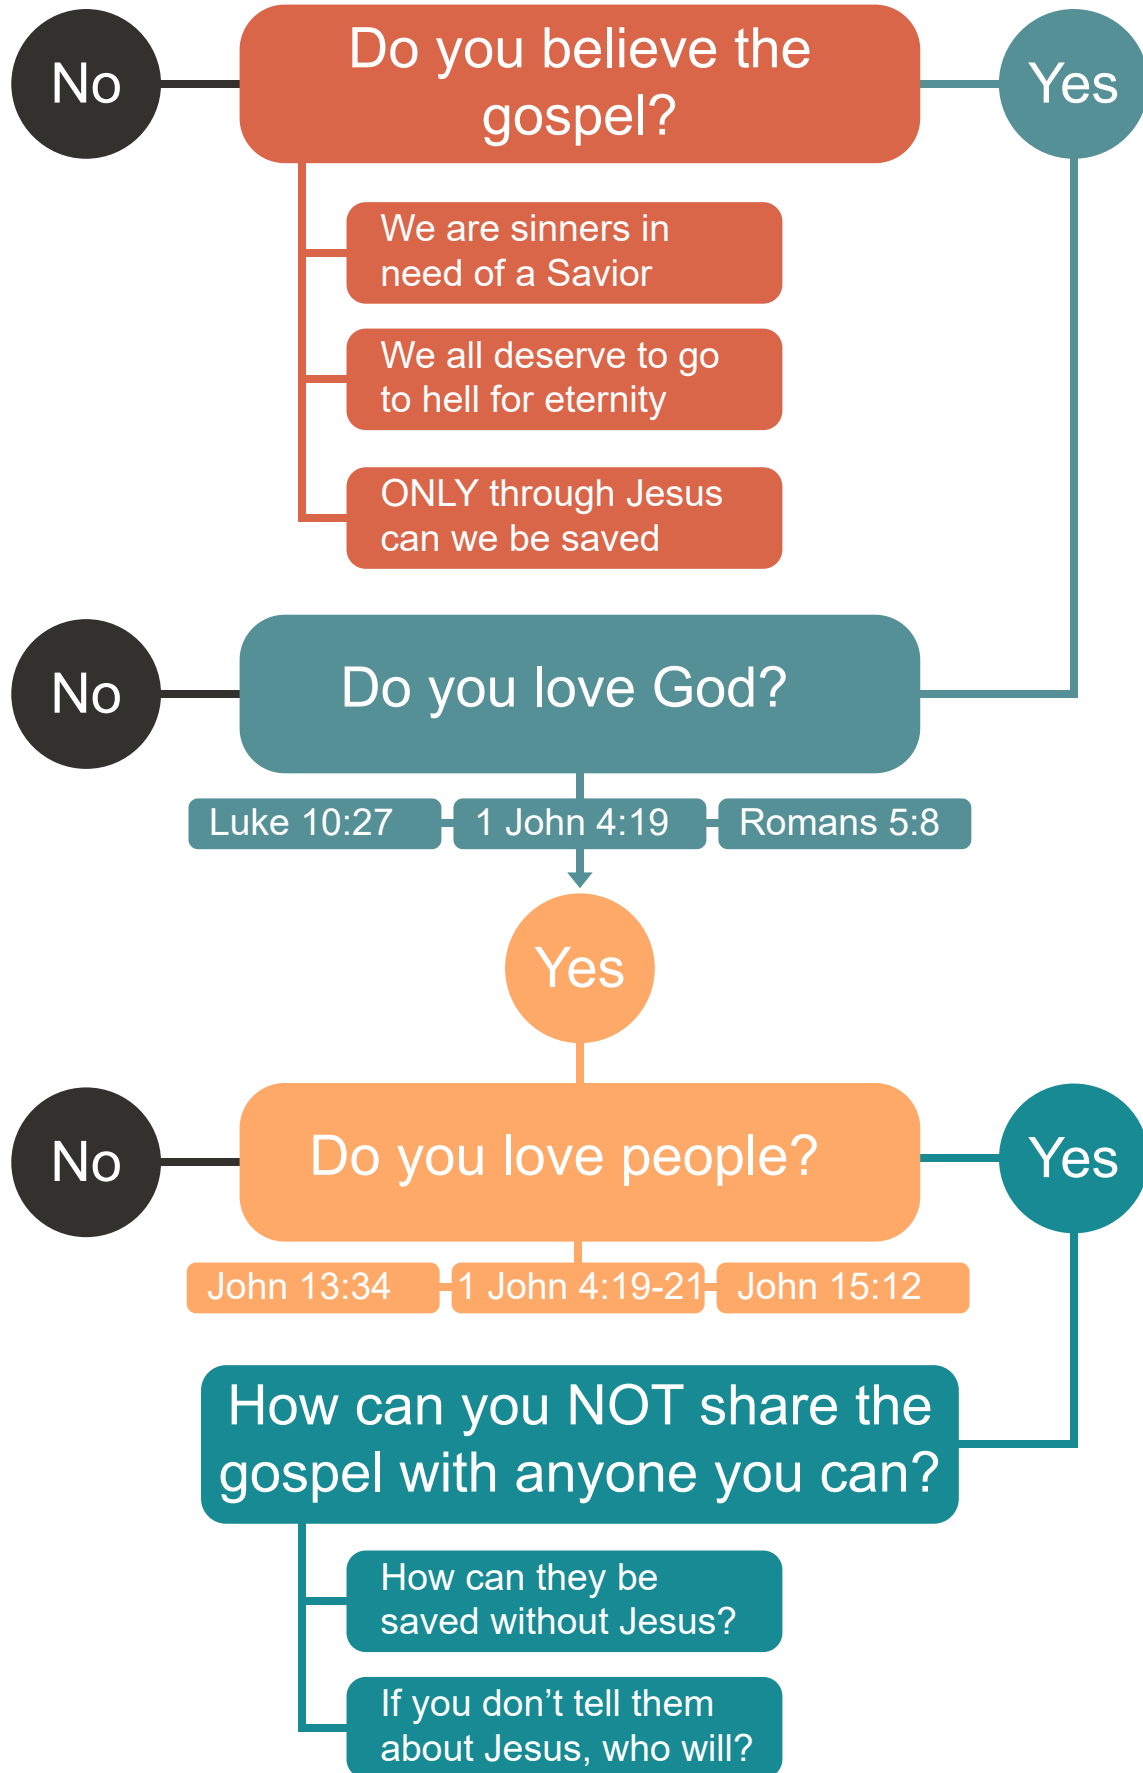 No
Do you believe the
gospel?
Yes
We are sinners in
need of a Savior
We all deserve to go
to hell for eternity
ONLY through Jesus
can we be saved
No
Do you love God?
Luke 10:27
1 John 4:19
Romans 5:8
Yes
No
Do you love people?
Yes
John 13:34
1 John 4:19-21
John 15:12
How can you NOT share the
gospel with anyone you can?
How can they be
saved without Jesus?
If you don’t tell them
about Jesus, who will?